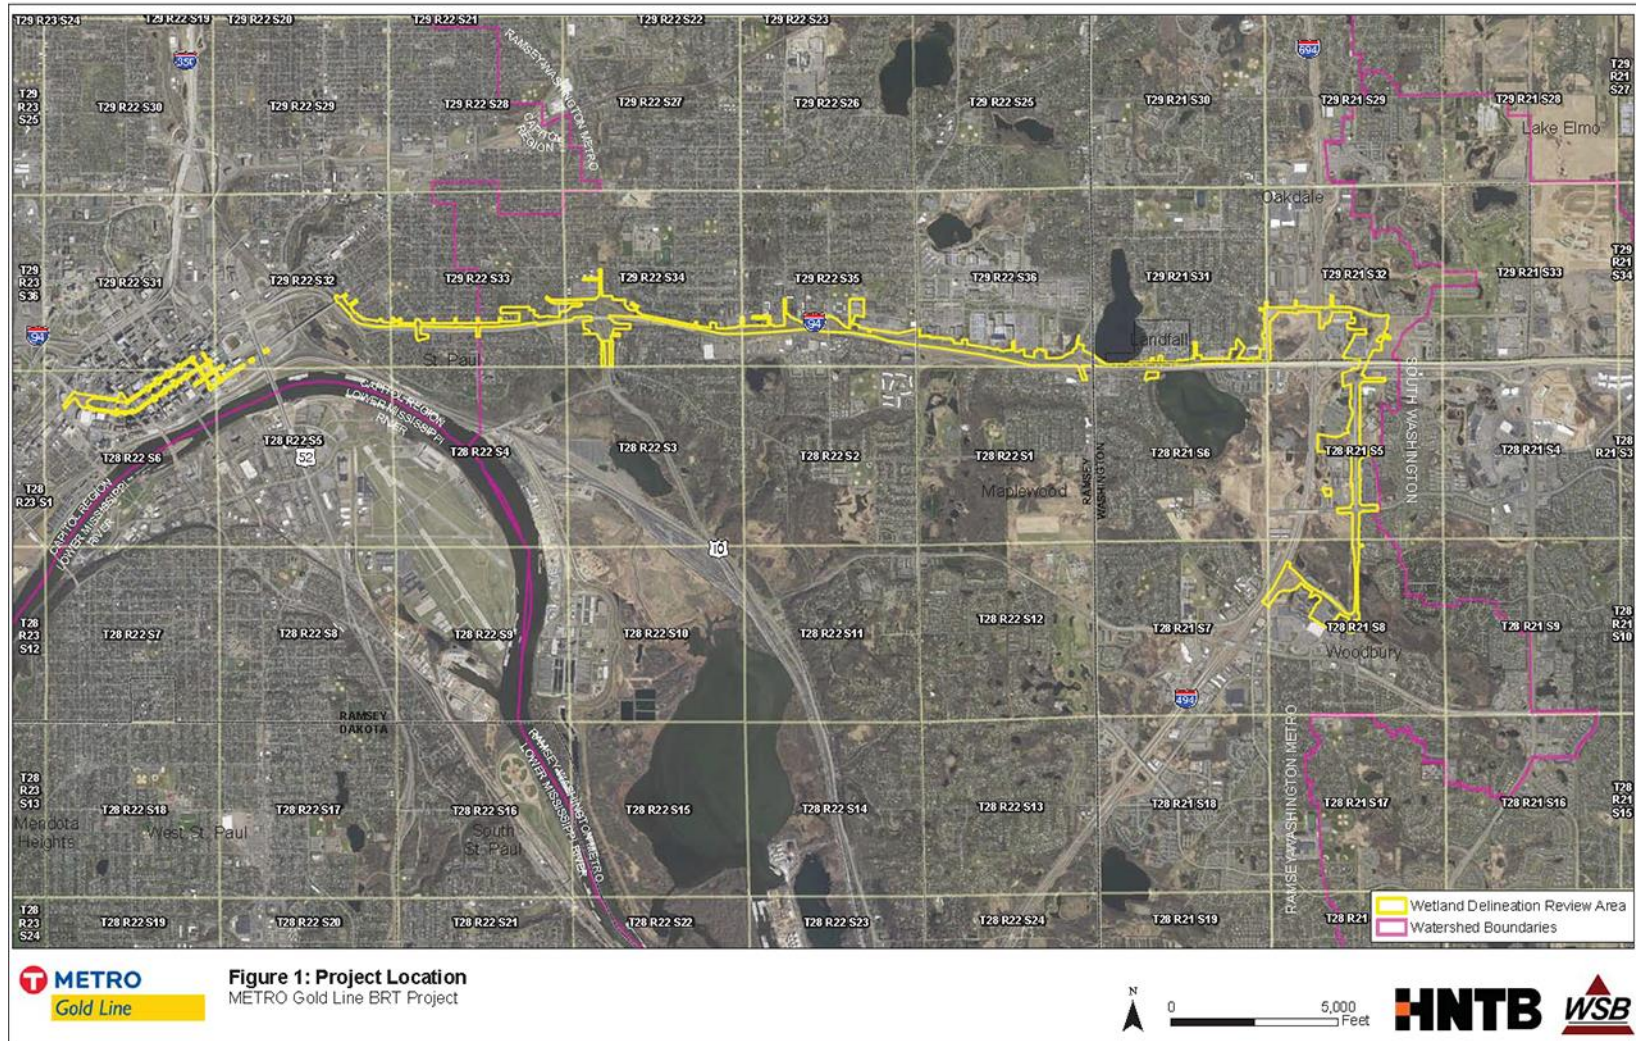 T29 R23 S24
T29 R22 S19
T29 R22 S20
T29 R22 S21
T29 R22 S22
T29 R22 S23
35E
694
RAMSEY-WASHINGTON METRO
CAPITOL
REGION
T29
R23
S25
T29 R22 S30
T29 R22 S29
T29 R22 S28
T29 R22 S27
T29 R22 S26
T29 R22 S25
T29 R21 S30
T29 R21 S29
T29 R21 S28
T29
R21
S27
Lake Elmo
Oakdale
T29
R23
S36
T29 R22 S31
T29 R22 S32
T29 R22 S33
T29 R22 S34
T29 R22 S35
T29 R22 S36
T29 R21 S31
T29 R21 S32
T29 R21 S33
T29
R21
S34
94
94
Landfall
St. Paul
CAPITOL REGION
LOWER MISSISSIPPI
RIVER
SOUTH WASHINGTON
T28
R23 S1
T28 R22 S6
T28 R22 S5
52
T28 R22 S4
T28 R22 S3
T28 R22 S2
T28 R22 S1
T28 R21 S6
T28 R21 S5
T28 R21 S4
T28
R21 S3
Maplewood
RAMSEY
WASHINGTON
CAPITOL REGION
LOWER MISSISSIPPI
RIVER
10
T28
R23
S12
T28 R22 S7
T28 R22 S8
T28 R22 S9
T28 R22 S10
T28 R22 S11
T28 R22 S12
T28 R21 S7
T28 R21 S8
T28 R21 S9
T28
R21
S10
Woodbury
494
RAMSEY
DAKOTA
RAMSEY-WASHINGTON METRO
LOWER MISSISSIPPI RIVER
RAMSEY-WASHINGTON METRO
T28
R23
S13
T28 R22 S18
T28 R22 S17
T28 R22 S16
T28 R22 S15
T28 R22 S14
T28 R22 S13
T28 R21 S18
T28 R21 S17
T28 R21 S16
T28
R21
S15
Mendota
Heights
West St. Paul
South
St. Paul
T28
R23
S24
T28 R22 S19
T28 R22 S20
T28 R22 S21
T28 R22 S22
T28 R22 S23
T28 R22 S24
T28 R21 S19
T28 R21
Wetland Delineation Review Area
Watershed Boundaries
T METRO
Gold Line
Figure 1: Project Location
METRO Gold Line BRT Project
N
0 5,000
Feet
HNTB
WSB